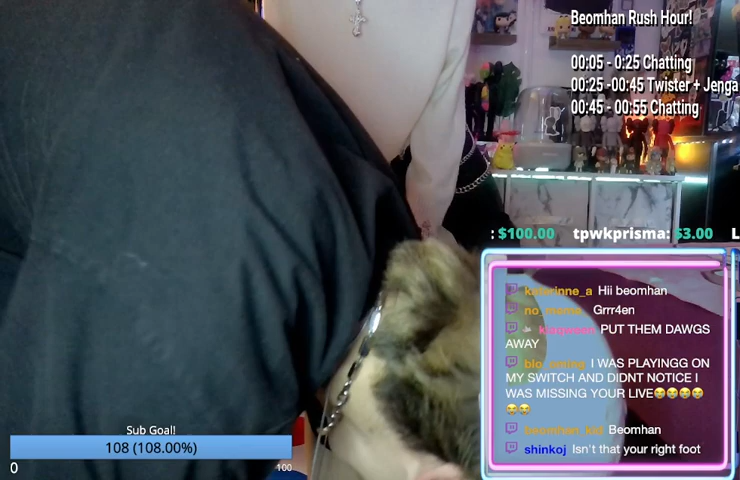 Beomhan Rush Hour!
00:05 - 0:25 Chatting
00:25 -00:45 Twister + Jenga
00:45 - 00:55 Chatting
: $100.00 tpwkprisma: $3.00 L
Hii beomhan
Grrr4en
PUT THEM DAWGS
AWAY
I WAS PLAYINGG ON
MY SWITCH AND DIDNT NOTICE I
WAS MISSING YOUR LIVE😭😭😭😭
😭😭
Beomhan
shinkoj Isn't that your right foot
Sub Goal!
108 (108.00%)
0 100